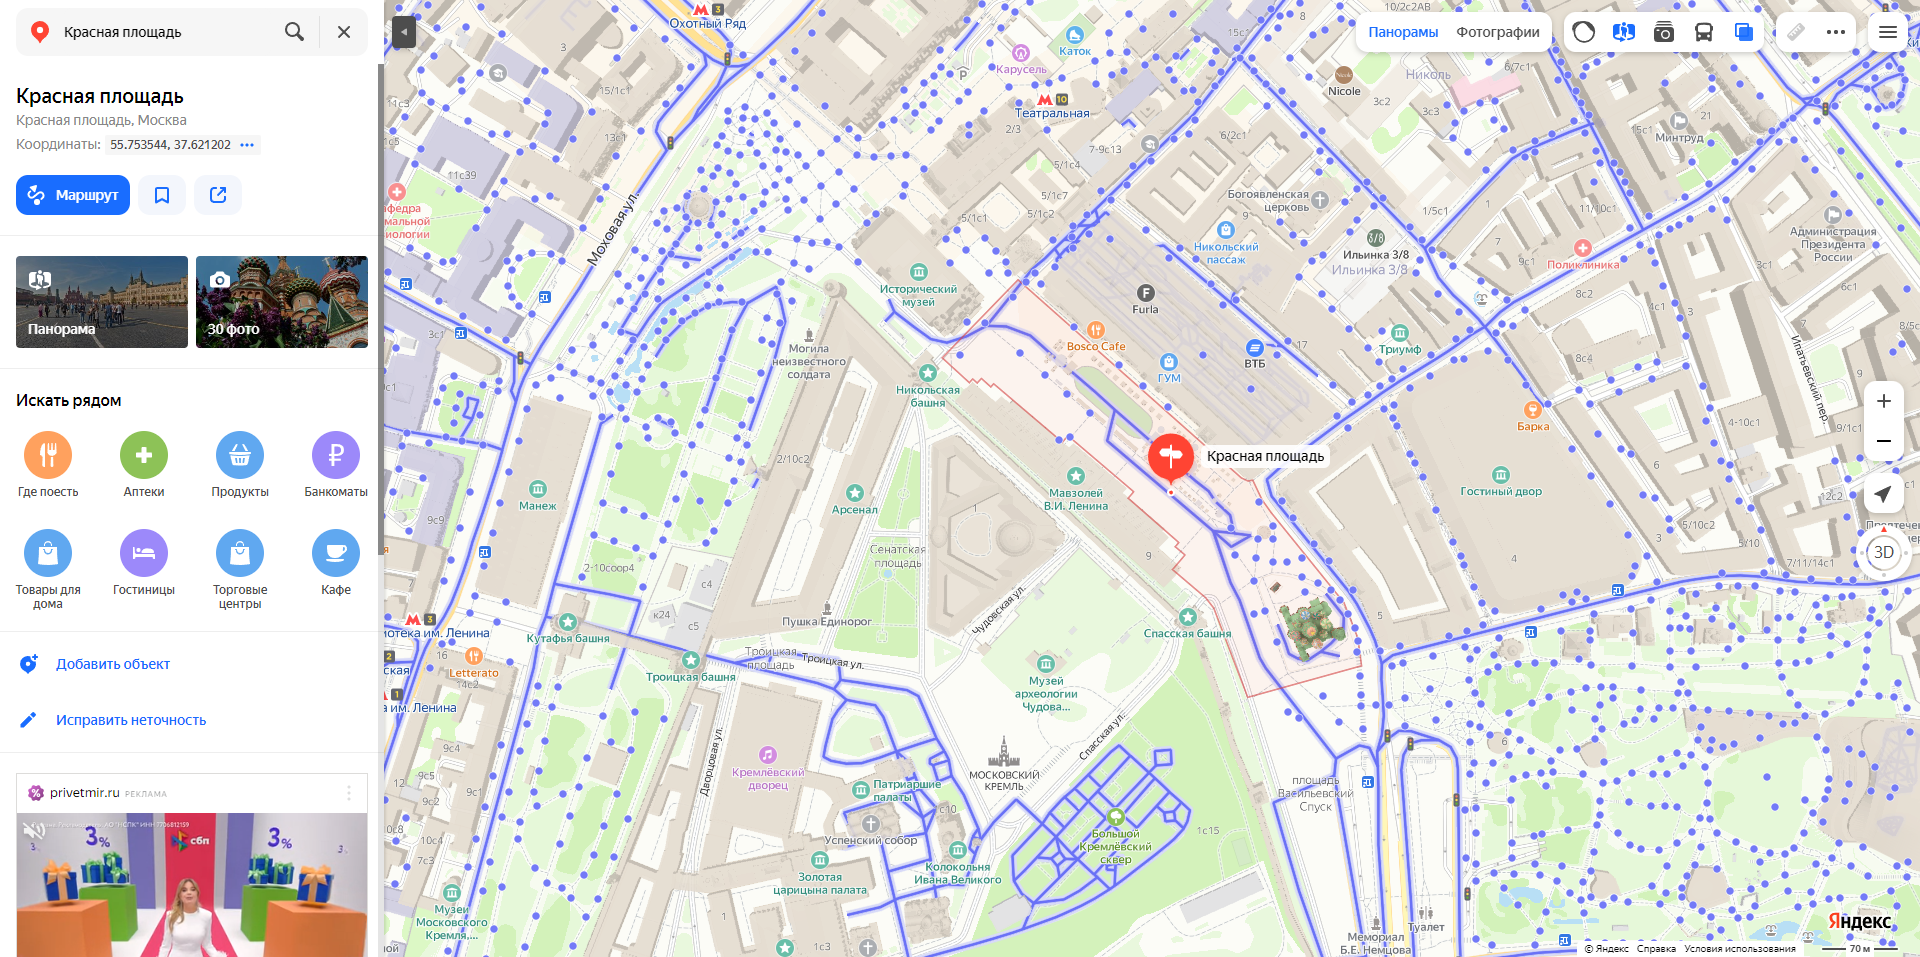 Красная площадь
Красная площадь
Красная площадь, Москва
Координаты: 55.753544, 37.621202
Маршрут
Панорама
30 фото
Искать рядом
Где поесть
Аптеки
Продукты
Банкоматы
Товары для
дома
Гостиницы
Торговые
центры
Кафе
Добавить объект
Исправить неточность
privetmir.ru РЕКЛАМА
3%
сбп
3%
Панорамы
Фотографии
Охотный Ряд
3
Каток
Карусель
Театральная
10
Nicole
Николь
Минтруд
Моховая ул.
Богоявленская
церковь
Никольский
пассаж
3/8
Ильинка 3/8
Ильинка 3/8
Поликлиника
Администрация
Президента
России
Исторический
музей
Furla
Bosco Cafe
ГУМ
ВТБ
Триумф
Ипатьевский пер.
Могила
неизвестного
солдата
Никольская
башня
Барка
Красная площадь
Манеж
Арсенал
Мавзолей
В.И. Ленина
Гостиный двор
Сенатская
площадь
3D
Чудовская ул.
Пушка Единорог
Кутафья башня
Спасская башня
Троицкая
площадь
Троицкая ул.
Троицкая башня
Letterato
Музей
археологии
Чудова...
Дворцовая ул.
Спасская ул.
Кремлёвский
дворец
МОСКОВСКИЙ
КРЕМЛЬ
Патриаршие
палаты
площадь
Васильевский
Спуск
Успенский собор
Большой
Кремлёвский
сквер
Колокольня
Ивана Великого
Золотая
царицына палата
Музеи
Московского
Кремля,...
Туалет
Мемориал
Б.Е. Немцова
Яндекс
© Яндекс Справка Условия использования
70 м